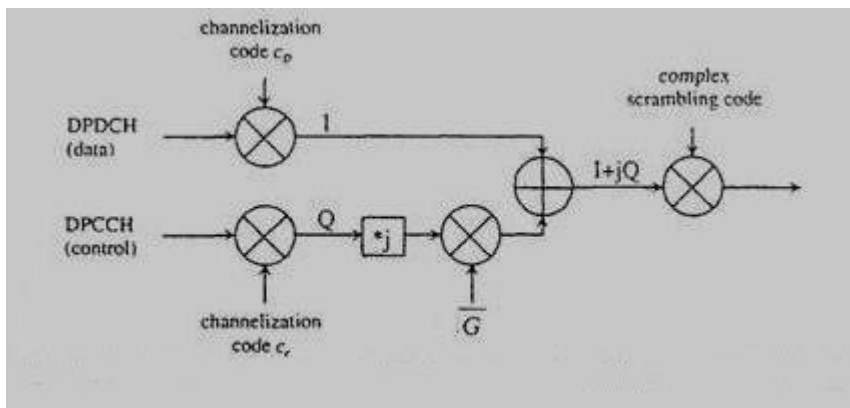 channelization
code c_D
complex
scrambling code
DPDCH
(data)
I
I+jQ
DPCCH
(control)
Q
*j
channelization
code c_c
G